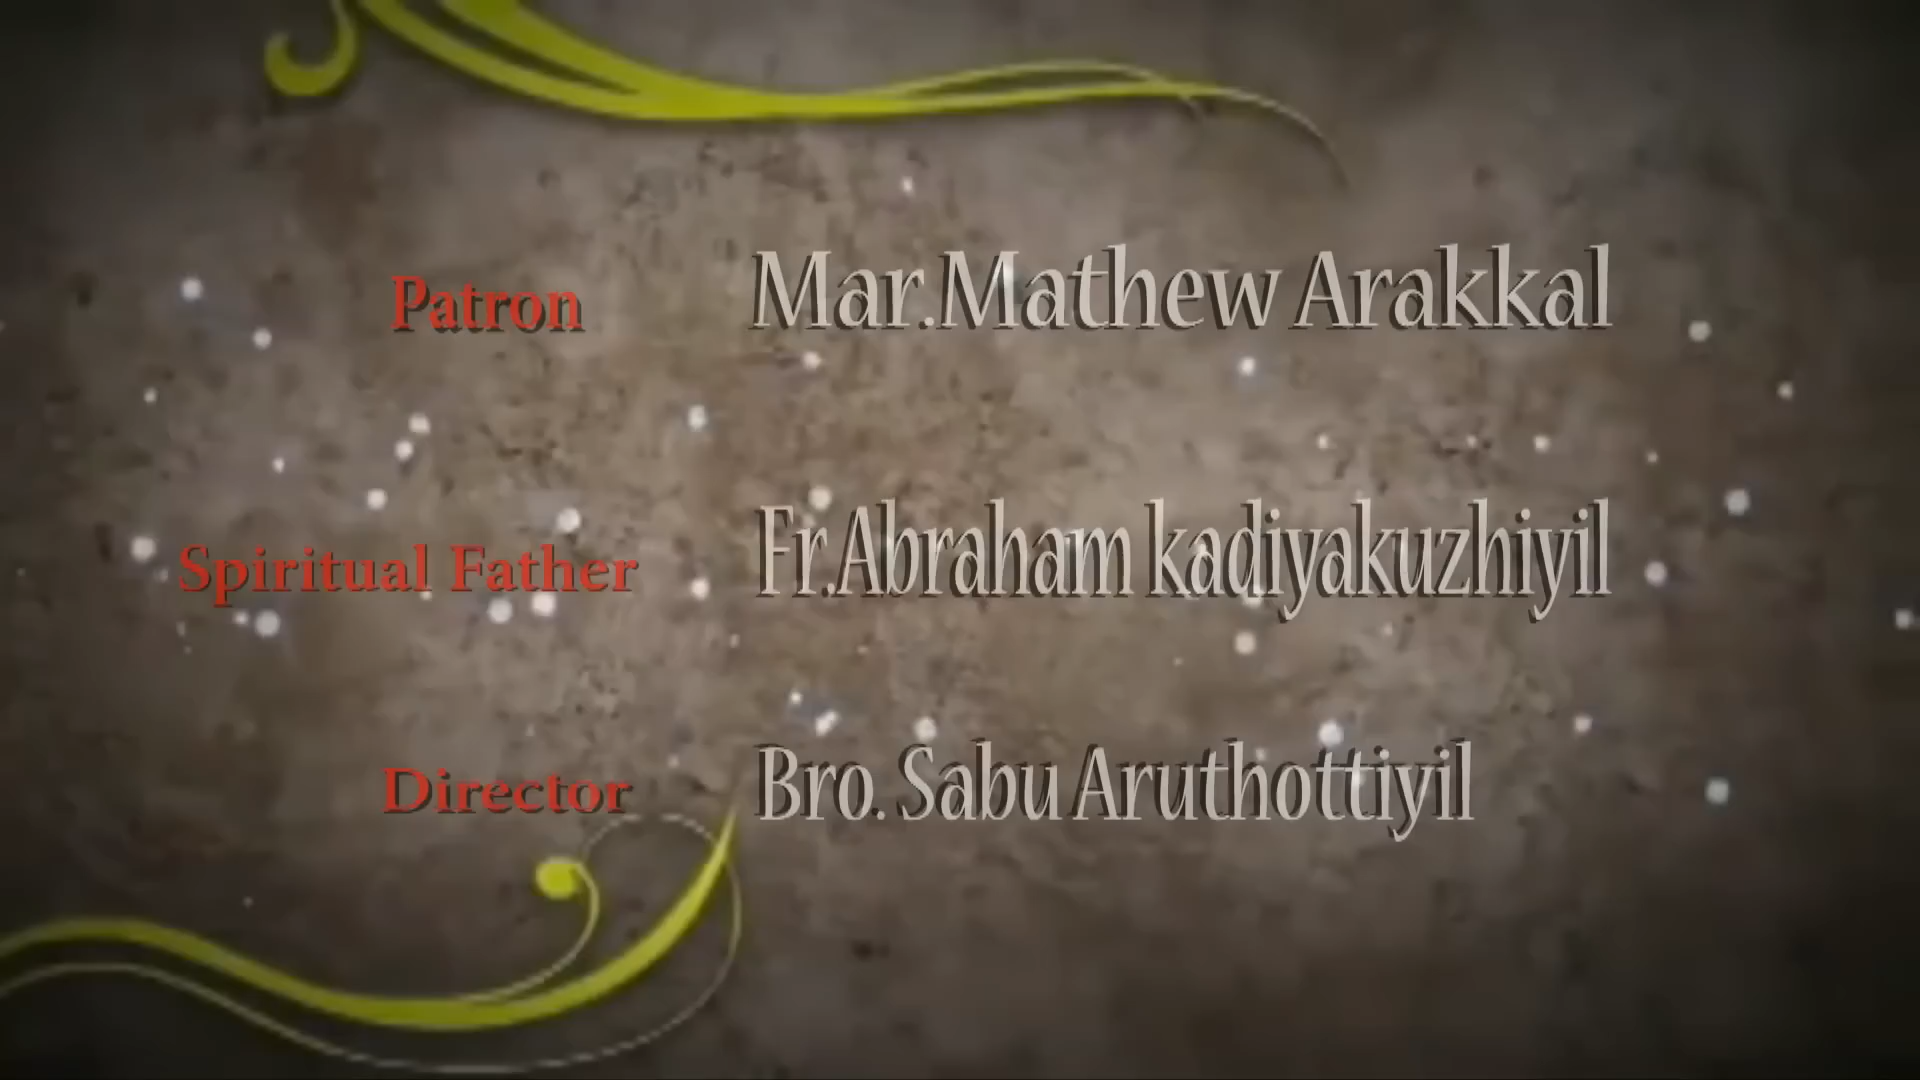 Patron Mar.Mathew Arakkal
Spiritual Father Fr.Abraham kadiyakuzhiyil
Director Bro. Sabu Aruthottiyil